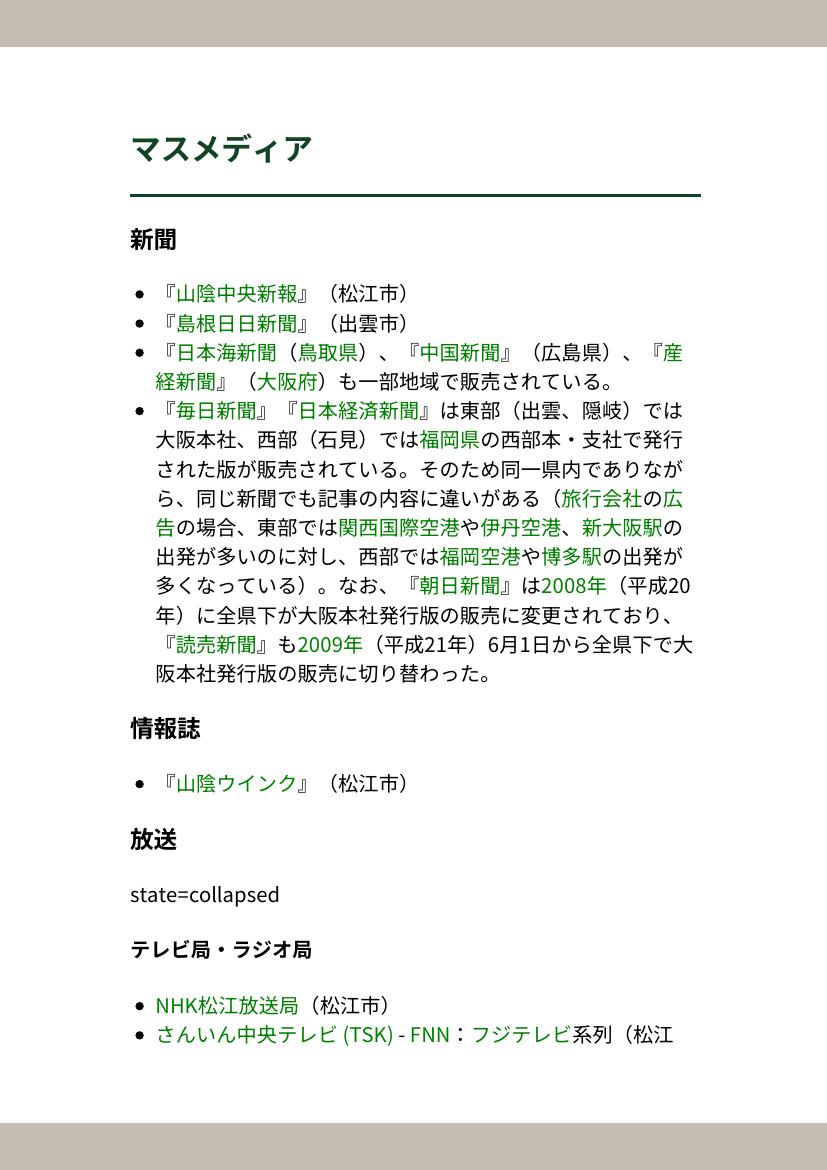 マスメディア
新聞
• 『山陰中央新報』（松江市）
• 『島根日日新聞』（出雲市）
• 『日本海新聞（鳥取県）、『中国新聞』（広島県）、『産
経新聞』（大阪府）も一部地域で販売されている。
• 『毎日新聞』『日本経済新聞』は東部（出雲、隠岐）では
大阪本社、西部（石見）では福岡県の西部本・支社で発行
された版が販売されている。そのため同一県内でありなが
ら、同じ新聞でも記事の内容に違いがある（旅行会社の広
告の場合、東部では関西国際空港や伊丹空港、新大阪駅の
出発が多いのに対し、西部では福岡空港や博多駅の出発が
多くなっている）。なお、『朝日新聞』は2008年（平成20
年）に全県下が大阪本社発行版の販売に変更されており、
『読売新聞』も2009年（平成21年）6月1日から全県下で大
阪本社発行版の販売に切り替わった。
情報誌
• 『山陰ウインク』（松江市）
放送
state=collapsed
テレビ局・ラジオ局
• NHK松江放送局（松江市）
• さんいん中央テレビ (TSK) - FNN：フジテレビ系列（松江